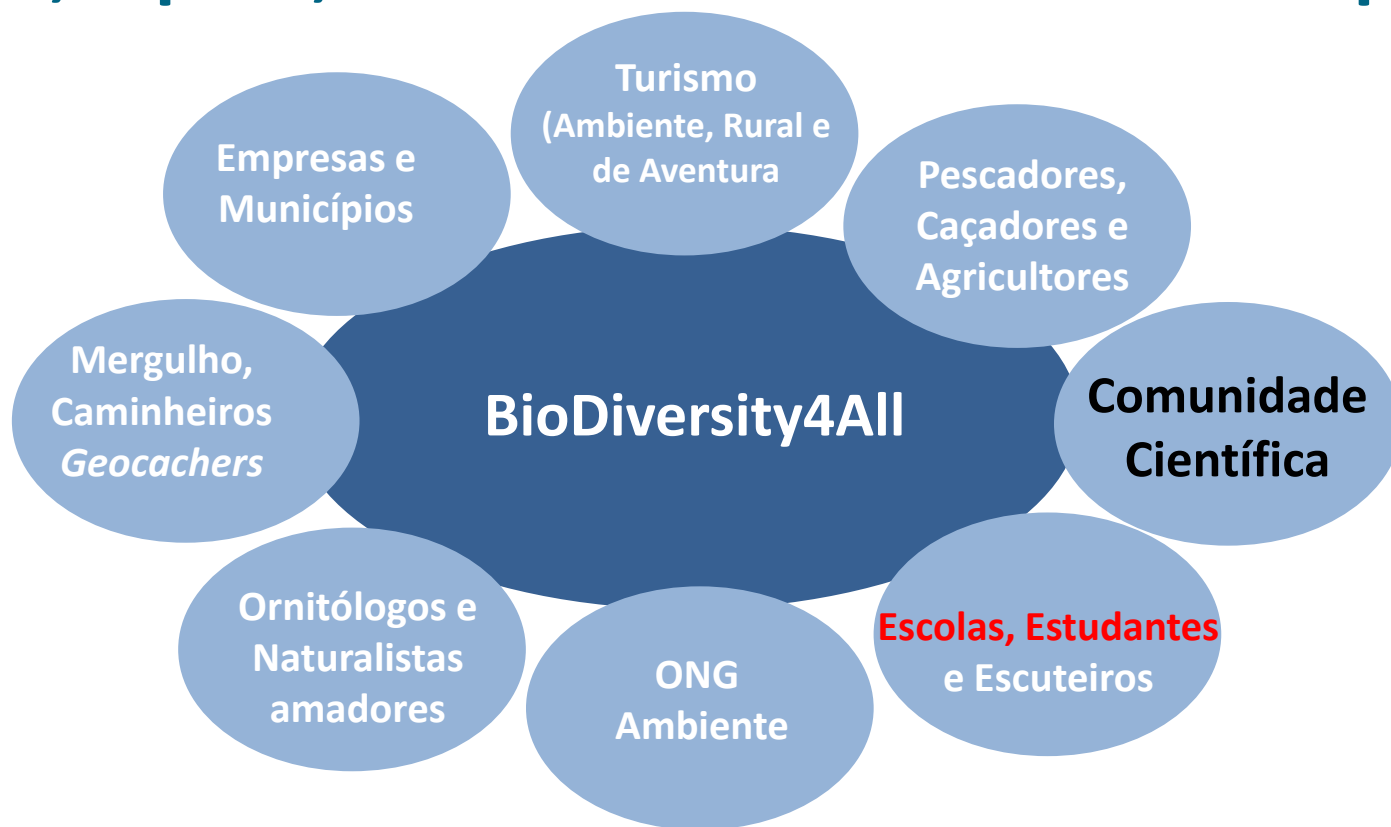 Turismo
(Ambiente, Rural e
de Aventura
Empresas e
Municípios
Pescadores,
Caçadores e
Agricultores
Mergulho,
Caminheiros
Geocachers
BioDiversity4All
Comunidade
Científica
Ornitólogos e
Naturalistas
amadores
ONG
Ambiente
Escolas, Estudantes
e Escuteiros